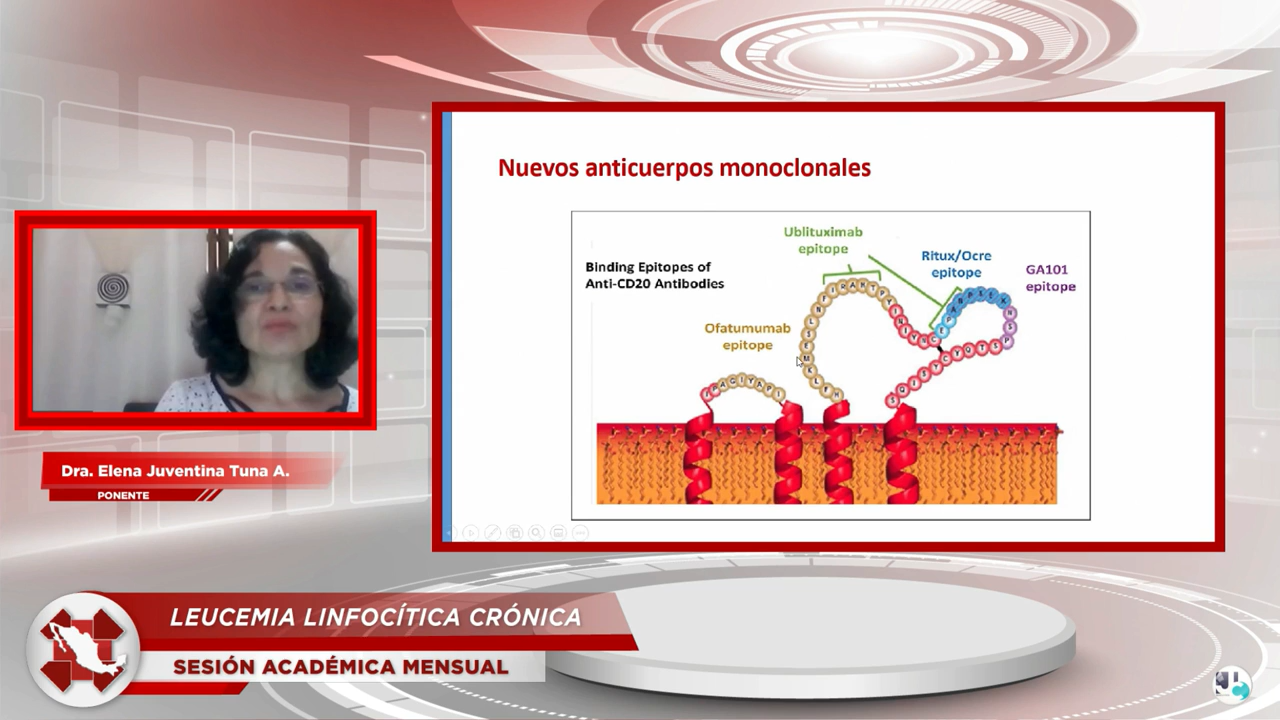 Nuevos anticuerpos monoclonales
Ublituximab
epitope
Binding Epitopes of
Anti-CD20 Antibodies
Ritux/Ocre
epitope
GA101
epitope
Ofatumumab
epitope
Dra. Elena Juventina Tuna A.
PONENTE
LEUCEMIA LINFOCÍTICA CRÓNICA
SESIÓN ACADÉMICA MENSUAL